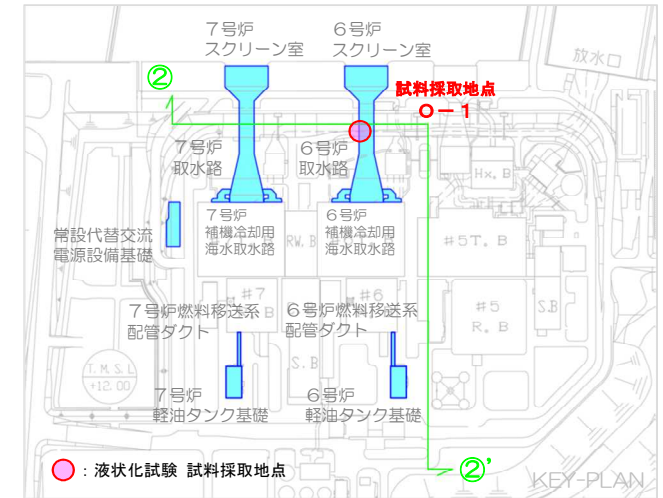 7号炉
スクリーン室
6号炉
スクリーン室
放水口
②
試料採取地点
O-1
7号炉
取水路
6号炉
取水路
Hx.B
常設代替交流
電源設備基礎
7号炉
補機冷却用
海水取水路
RW.B
6号炉
補機冷却用
海水取水路
#5T.B
7号炉燃料移送系
配管ダクト
#7
B
6号炉燃料移送系
配管ダクト
#6
#5
R.B
S.B
T.M.S.L
+12.00
S.B
7号炉
軽油タンク基礎
6号炉
軽油タンク基礎
②'
：液状化試験 試料採取地点
KEY-PLAN